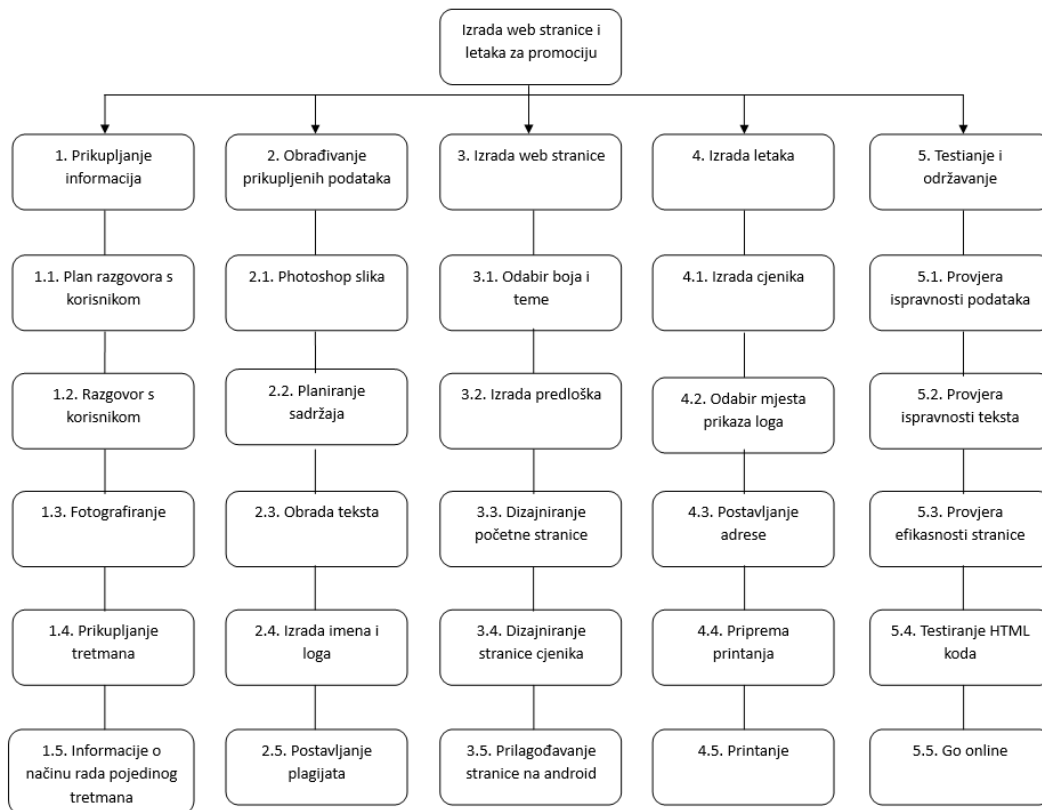 Izrada web stranice i
letaka za promociju
1. Prikupljanje
informacija
2. Obrađivanje
prikupljenih podataka
3. Izrada web stranice
4. Izrada letaka
5. Testianje i
održavanje
1.1. Plan razgovora s
korisnikom
2.1. Photoshop slika
3.1. Odabir boja i
teme
4.1. Izrada cjenika
5.1. Provjera
ispravnosti podataka
1.2. Razgovor s
korisnikom
2.2. Planiranje
sadržaja
3.2. Izrada predloška
4.2. Odabir mjesta
prikaza loga
5.2. Provjera
ispravnosti teksta
1.3. Fotografiranje
2.3. Obrada teksta
3.3. Dizajniranje
početne stranice
4.3. Postavljanje
adrese
5.3. Provjera
efikasnosti stranice
1.4. Prikupljanje
tretmana
2.4. Izrada imena i
loga
3.4. Dizajniranje
stranice cjenika
4.4. Priprema
printanja
5.4. Testiranje HTML
koda
1.5. Informacije o
načinu rada pojedinog
tretmana
2.5. Postavljanje
plagijata
3.5. Prilagođavanje
stranice na android
4.5. Printanje
5.5. Go online